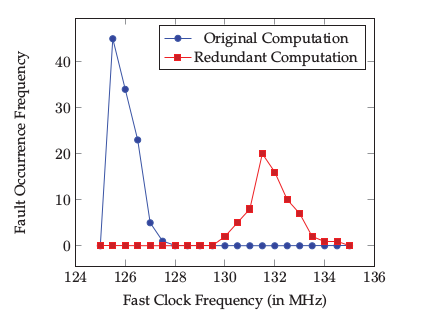 Original Computation
Redundant Computation
Fault Occurrence Frequency
40
30
20
10
0
124 126 128 130 132 134 136
Fast Clock Frequency (in MHz)